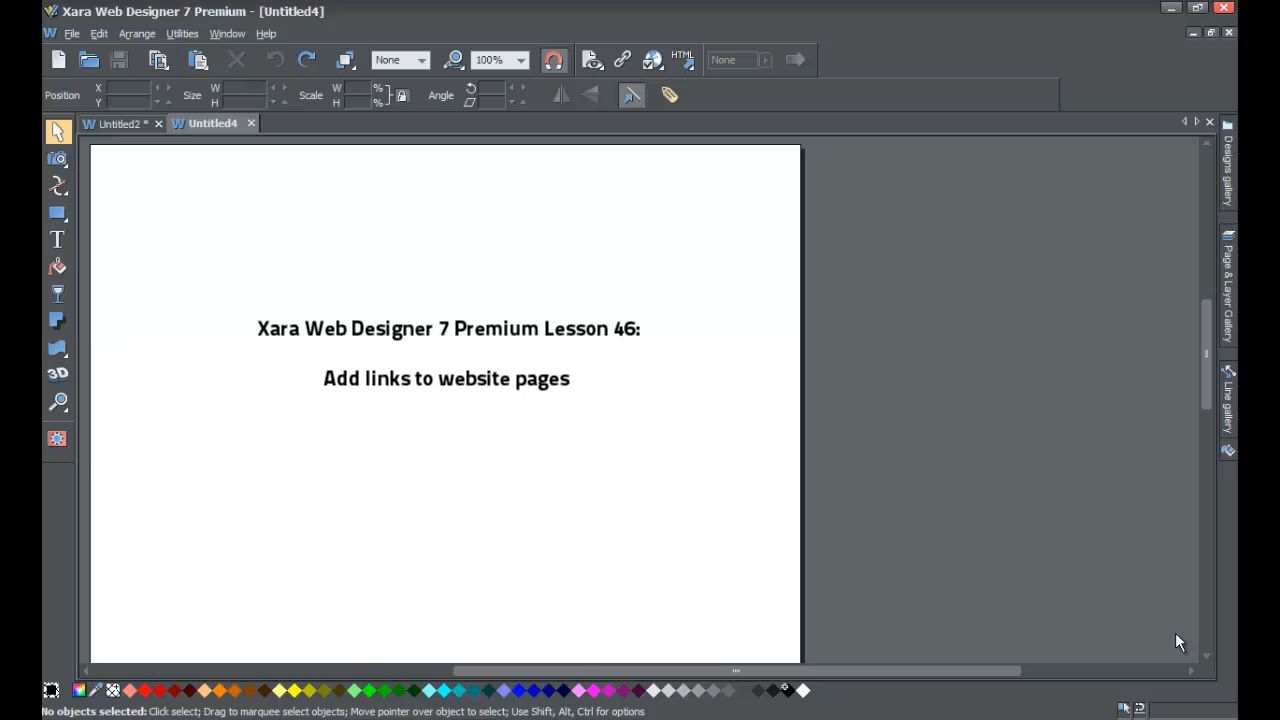 Xara Web Designer 7 Premium - [Untitled4]
File Edit Arrange Utilities Window Help
None 100% HTML None
Position X Y Size W H Scale W H % % Angle
Untitled2 * Untitled4
Designs gallery
Page & Layer Gallery
Line gallery
T
3D
Xara Web Designer 7 Premium Lesson 46:
Add links to website pages
No objects selected: Click select; Drag to marquee select objects; Move pointer over object to select; Use Shift, Alt, Ctrl for options